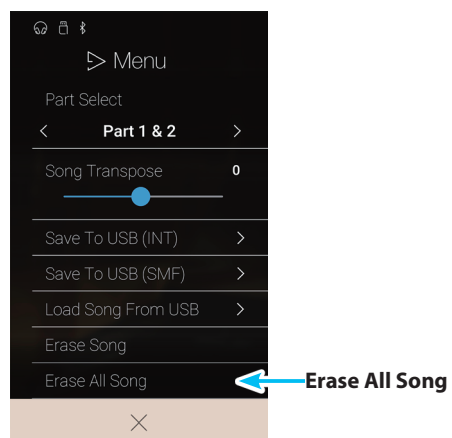 Menu
Part Select
< Part 1 & 2 >
Song Transpose 0
Save To USB (INT) >
Save To USB (SMF) >
Load Song From USB >
Erase Song
Erase All Song
Erase All Song